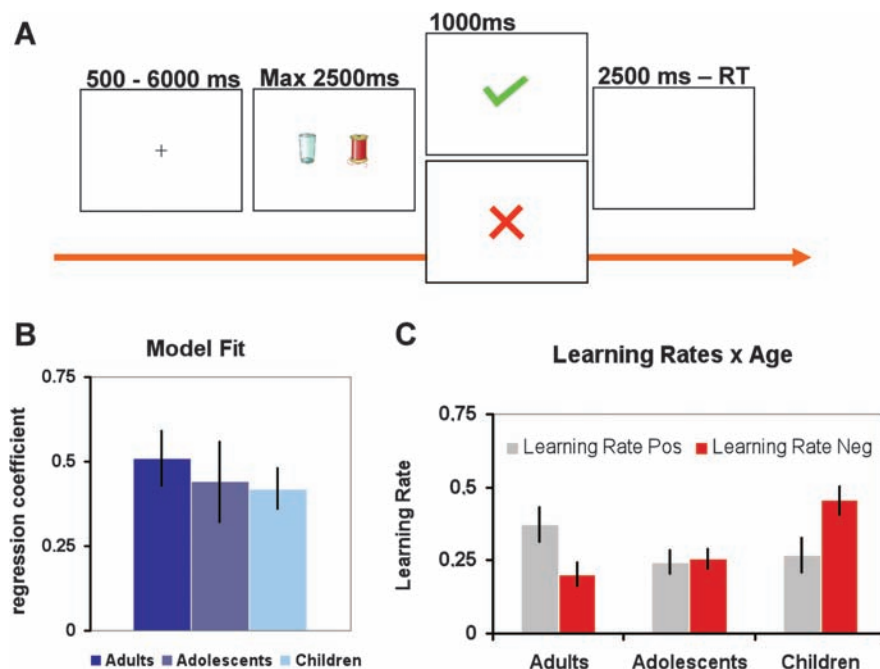 A
500 - 6000 ms
Max 2500ms
1000ms
2500 ms – RT
B
Model Fit
regression coefficient
0.75
0.5
0.25
0
Adults Adolescents Children
C
Learning Rates x Age
Learning Rate
0.75
0.5
0.25
0
Learning Rate Pos Learning Rate Neg
Adults Adolescents Children